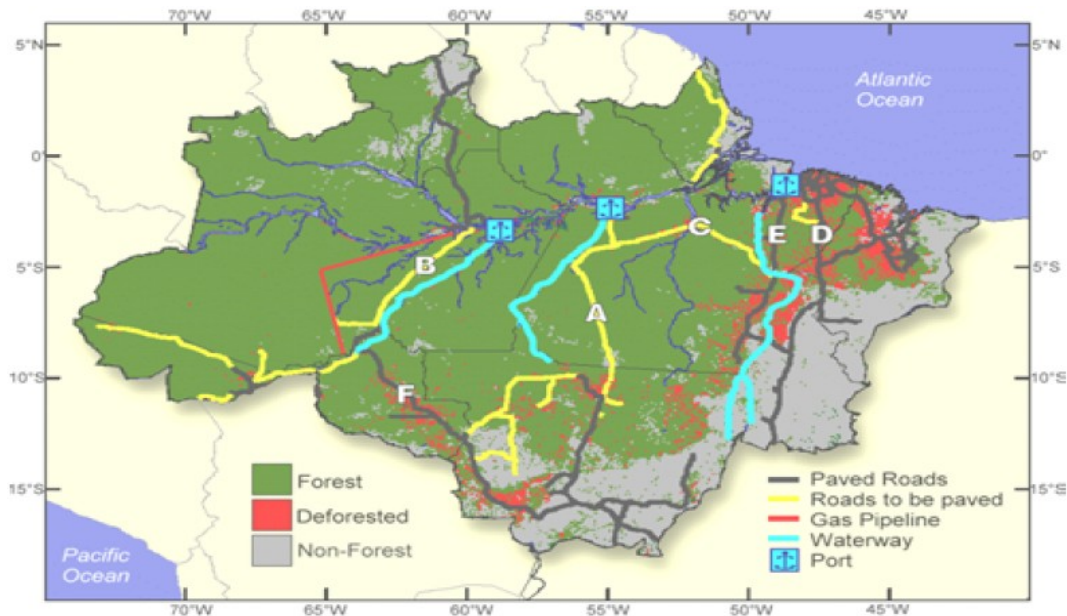 70°W 65°W 60°W 55°W 50°W 45°W
5°N 5°N
Atlantic
Ocean
0° 0°
C
E D
B
5°S 5°S
A
10°S 10°S
F
Forest
Deforested
Non-Forest
Paved Roads
Roads to be paved
Gas Pipeline
Waterway
Port
15°S 15°S
Pacific
Ocean
70°W 65°W 60°W 55°W 50°W 45°W